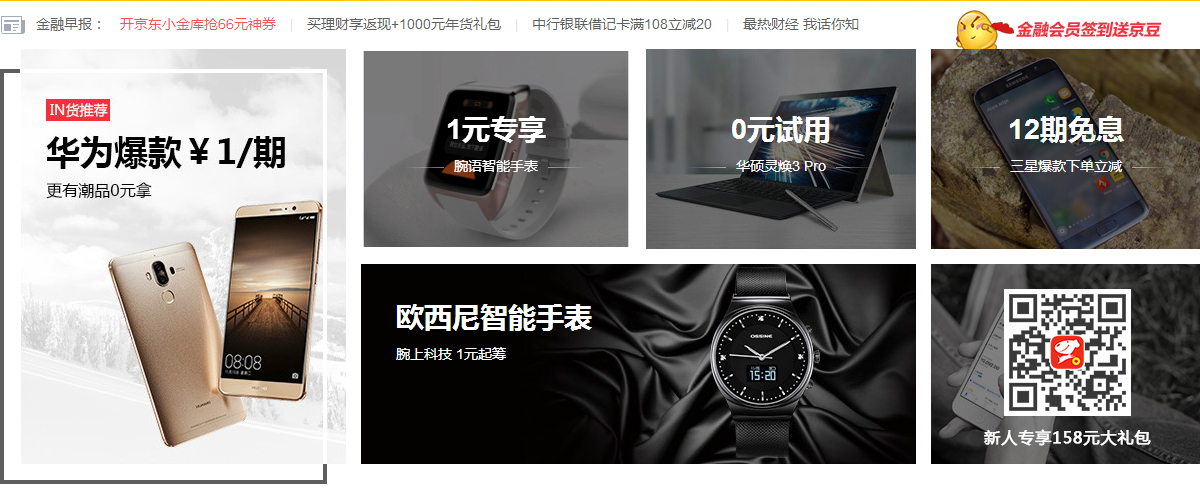 金融早报：
开京东小金库抢66元神券
买理财享返现+1000元年货礼包
中行银联借记卡满108立减20
最热财经 我话你知
金融会员签到送京豆
IN货推荐
华为爆款￥1/期
更有潮品0元拿
08:08
HUAWEI
HUAWEI
1元专享
腕语智能手表
0元试用
华硕灵焕3 Pro
SAMSUNG
12期免息
三星爆款下单立减
欧西尼智能手表
腕上科技 1元起筹
OSSINE
15:20
新人专享158元大礼包